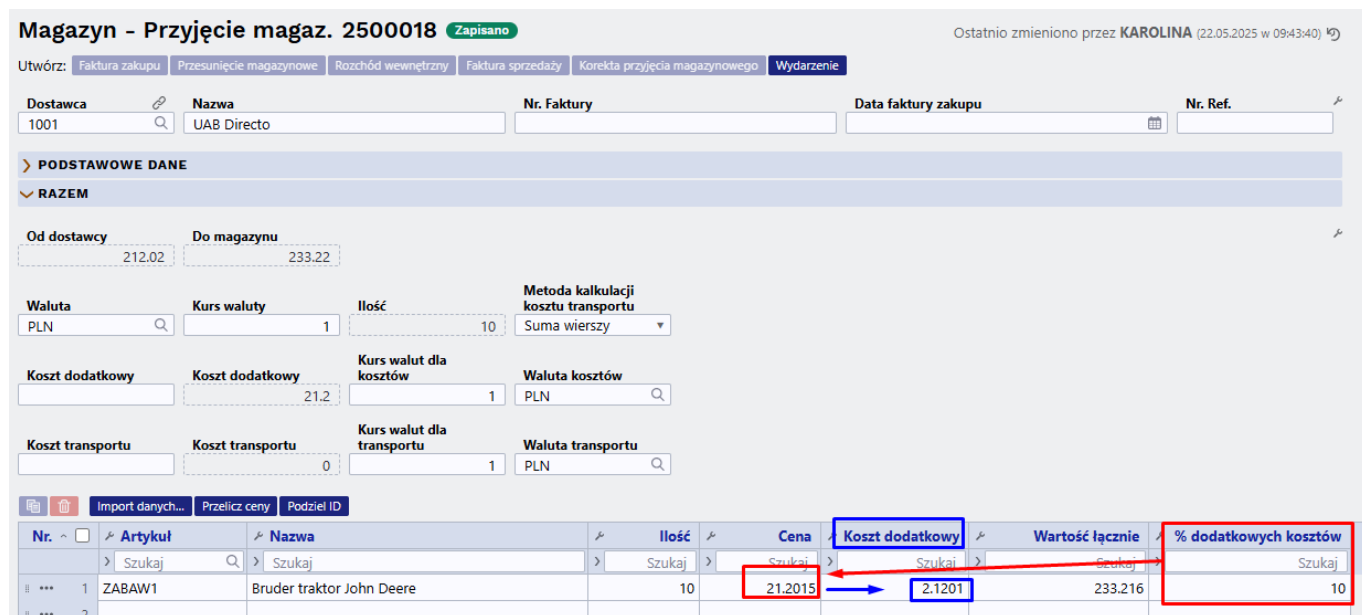 Magazyn - Przyjęcie magaz. 2500018 Zapisano Ostatnio zmieniono przez KAROLINA (22.05.2025 w 09:43:40)
Utwórz: Faktura zakupu Przesunięcie magazynowe Rozchód wewnętrzny Faktura sprzedaży Korekta przyjęcia magazynowego Wydarzenie
Dostawca Nazwa Nr. Faktury Data faktury zakupu Nr. Ref.
1001 UAB Directo
PODSTAWOWE DANE
RAZEM
Od dostawcy Do magazynu
212.02 233.22
Waluta Kurs waluty Ilość Metoda kalkulacji kosztu transportu
PLN 1 10 Suma wierszy
Koszt dodatkowy Koszt dodatkowy Kurs walut dla kosztów Waluta kosztów
21.2 1 PLN
Koszt transportu Koszt transportu Kurs walut dla transportu Waluta transportu
0 1 PLN
Import danych... Przelicz ceny Podziel ID
Nr. Artykuł Nazwa Ilość Cena Koszt dodatkowy Wartość łącznie % dodatkowych kosztów
Szukaj Szukaj Szukaj Szukaj Szukaj Szukaj Szukaj
1 ZABAW1 Bruder traktor John Deere 10 21.2015 2.1201 233.216 10
2